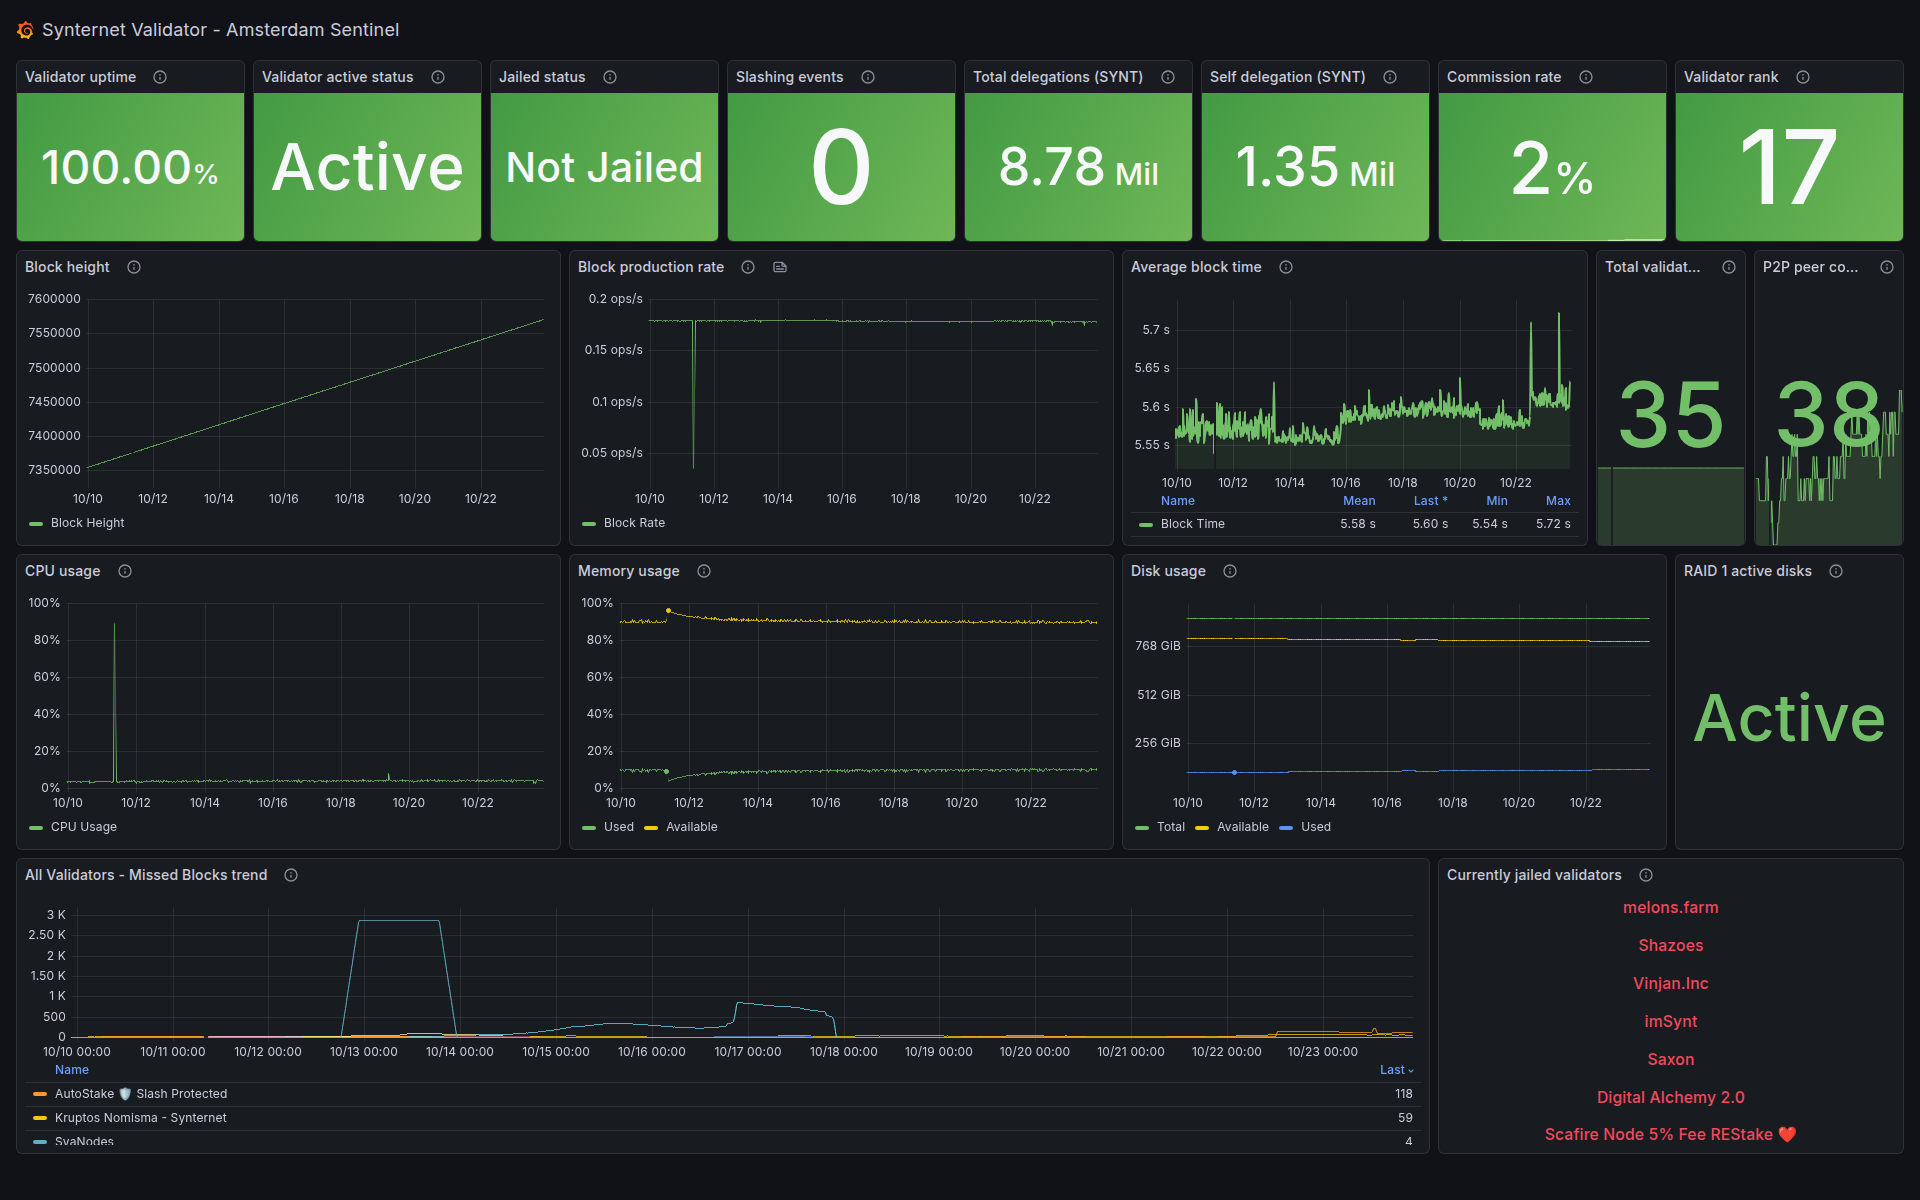 Synternet Validator - Amsterdam Sentinel
Validator uptime
100.00%
Validator active status
Active
Jailed status
Not Jailed
Slashing events
0
Total delegations (SYNT)
8.78 Mil
Self delegation (SYNT)
1.35 Mil
Commission rate
2%
Validator rank
17
Block height
7600000
7550000
7500000
7450000
7400000
7350000
10/10 10/12 10/14 10/16 10/18 10/20 10/22
Block Height
Block production rate
0.2 ops/s
0.15 ops/s
0.1 ops/s
0.05 ops/s
10/10 10/12 10/14 10/16 10/18 10/20 10/22
Block Rate
Average block time
5.7 s
5.65 s
5.6 s
5.55 s
10/10 10/12 10/14 10/16 10/18 10/20 10/22
Name Mean Last * Min Max
Block Time 5.58 s 5.60 s 5.54 s 5.72 s
Total validat...
35
P2P peer co...
38
CPU usage
100%
80%
60%
40%
20%
0%
10/10 10/12 10/14 10/16 10/18 10/20 10/22
CPU Usage
Memory usage
100%
80%
60%
40%
20%
0%
10/10 10/12 10/14 10/16 10/18 10/20 10/22
Used Available
Disk usage
768 GiB
512 GiB
256 GiB
10/10 10/12 10/14 10/16 10/18 10/20 10/22
Total Available Used
RAID 1 active disks
Active
All Validators - Missed Blocks trend
3 K
2.50 K
2 K
1.50 K
1 K
500
0
10/10 00:00 10/11 00:00 10/12 00:00 10/13 00:00 10/14 00:00 10/15 00:00 10/16 00:00 10/17 00:00 10/18 00:00 10/19 00:00 10/20 00:00 10/21 00:00 10/22 00:00 10/23 00:00
Name Last
AutoStake 🛡️ Slash Protected 118
Kruptos Nomisma - Synternet 59
SvaNodes 4
Currently jailed validators
melons.farm
Shazoes
Vinjan.Inc
imSynt
Saxon
Digital Alchemy 2.0
Scafire Node 5% Fee REStake ❤️